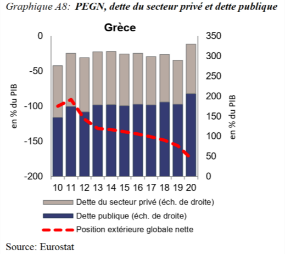 Graphique A8: PEGN, dette du secteur privé et dette publique
Grèce
en % du PIB
0
-50
-100
-150
-200
350
300
250
200
150
100
50
0
en % du PIB
10 11 12 13 14 15 16 17 18 19 20
Dette du secteur privé (éch. de droite)
Dette publique (éch. de droite)
Position extérieure globale nette
Source: Eurostat